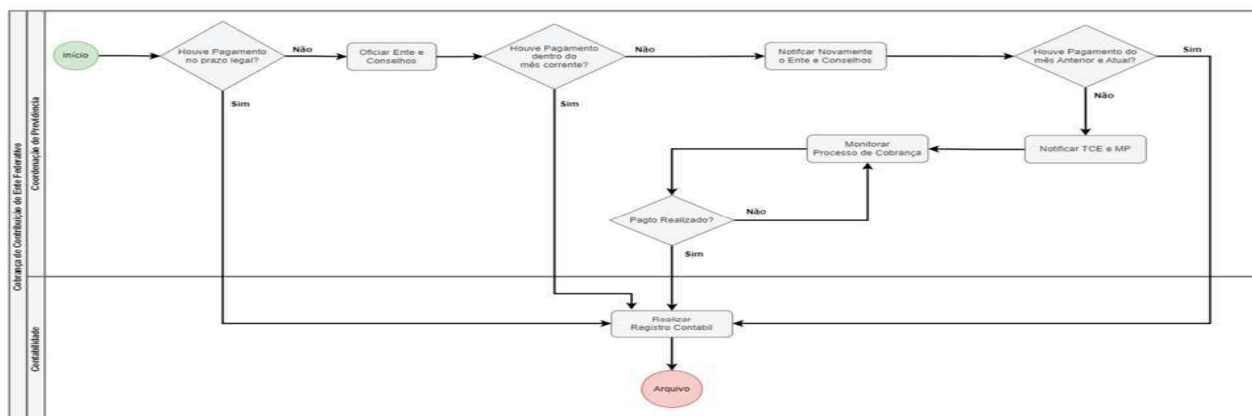 Cobrança de Contribuição do Ente Federativo
Coordenação de Previdência
Início
Houve Pagamento
no prazo legal?
Não
Oficiar Ente e
Conselhos
Houve Pagamento
dentro do
mês corrente?
Não
Notifcar Novamente
o Ente e Conselhos
Houve Pagamento do
mês Anterior e Atual?
Sim
Sim
Sim
Não
Monitorar
Processo de Cobrança
Notificar TCE e MP
Pagto Realizado?
Não
Sim
Contabilidade
Realizar
Registro Contabil
Arquivo